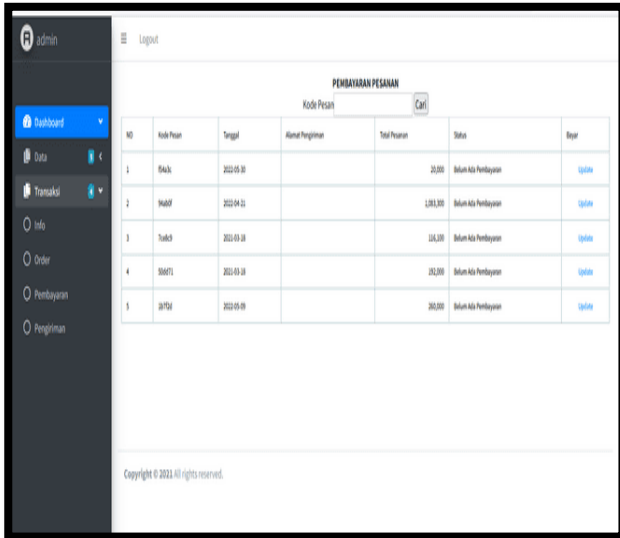 admin
Logout
PEMBAYARAN PESANAN
Kode Pesan Cari
Dashboard
Data
Transaksi
Info
Order
Pembayaran
Pengiriman
NO Kode Pesan Tanggal Alamat Pengiriman Total Pesanan Status Bayar
1 2022-05-30 20,000 Belum Ada Pembayaran Update
2 2022-04-21 1,083,300 Belum Ada Pembayaran Update
3 7ce8c9 2021-03-18 116,100 Belum Ada Pembayaran Update
4 50dd71 2021-03-18 192,000 Belum Ada Pembayaran Update
5 2022-05-09 260,000 Belum Ada Pembayaran Update
Copyright © 2021 All rights reserved.